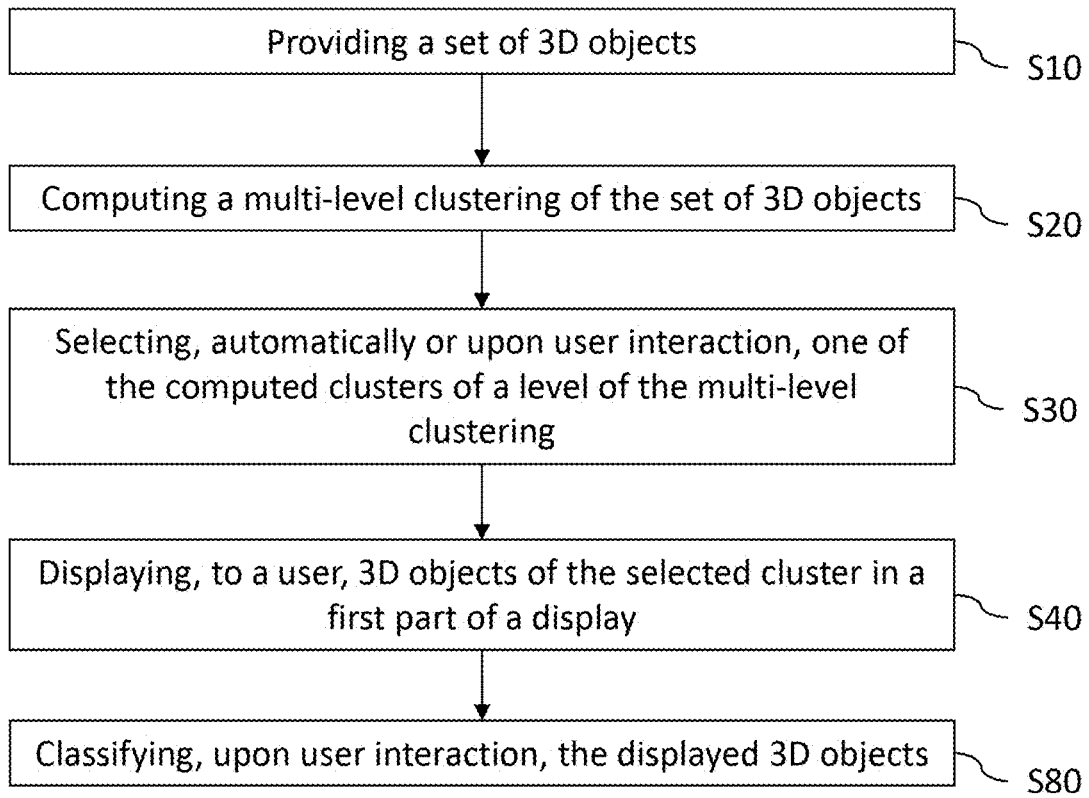 Providing a set of 3D objects
S10
Computing a multi-level clustering of the set of 3D objects
S20
Selecting, automatically or upon user interaction, one of
the computed clusters of a level of the multi-level
clustering
S30
Displaying, to a user, 3D objects of the selected cluster in a
first part of a display
S40
Classifying, upon user interaction, the displayed 3D objects
S80